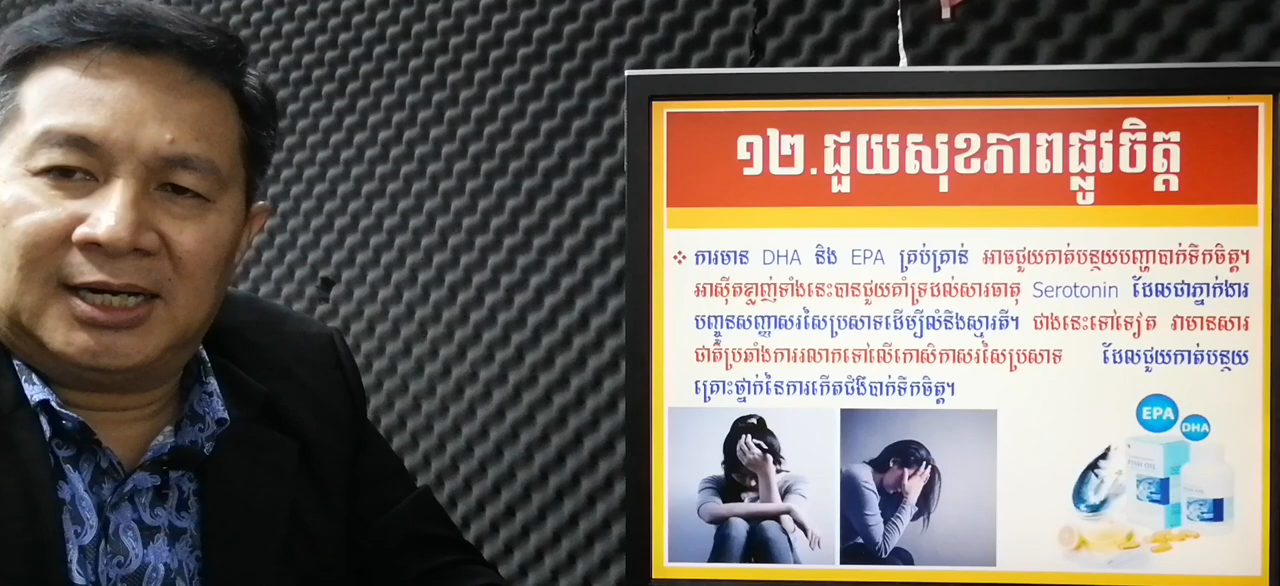 ១២.ជួយសុខភាពផ្លូវចិត្ត
ការមាន DHA និង EPA គ្រប់គ្រាន់ អាចជួយកាត់បន្ថយបញ្ហាបាក់ទឹកចិត្ត។
អាស៊ីតខ្លាញ់ទាំងនេះបានជួយគាំទ្រដល់សារធាតុ Serotonin ដែលជាភ្នាក់ងារ
បញ្ជូនសញ្ញាសរសៃប្រសាទដើម្បីលំនឹងស្មារតី។ ជាងនេះទៅទៀត វាមានសារ
ជាតិប្រឆាំងការរលាកទៅលើកោសិកាសរសៃប្រសាទ ដែលជួយកាត់បន្ថយ
គ្រោះថ្នាក់នៃការកើតជំងឺបាក់ទឹកចិត្ត។
EPA
DHA
FISH OIL